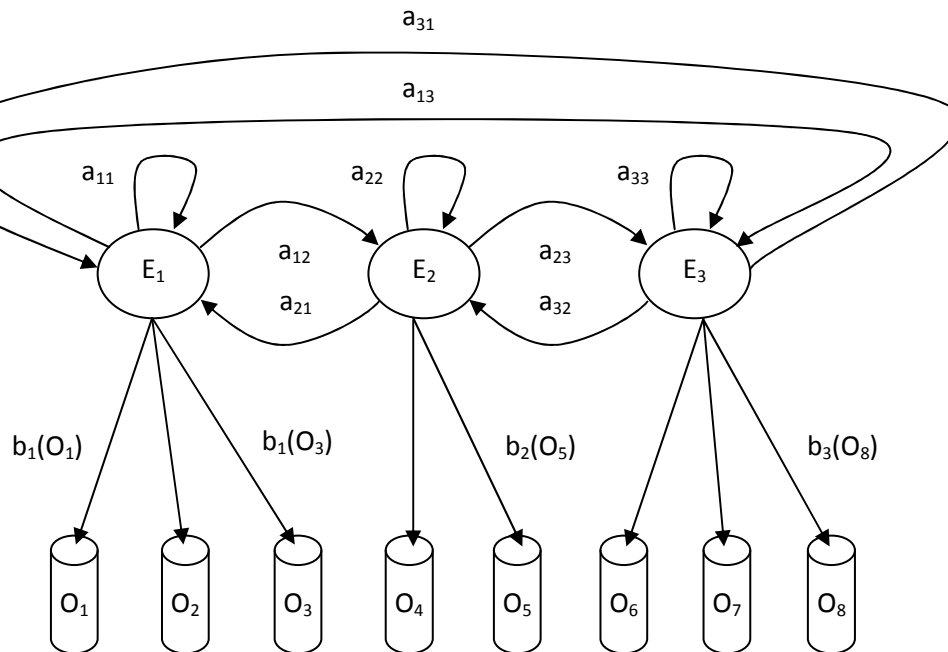 a₃₁
a₁₃
a₁₁
a₂₂
a₃₃
E₁
a₁₂
E₂
a₂₃
E₃
a₂₁
a₃₂
b₁(O₁)
b₁(O₃)
b₂(O₅)
b₃(O₈)
O₁
O₂
O₃
O₄
O₅
O₆
O₇
O₈